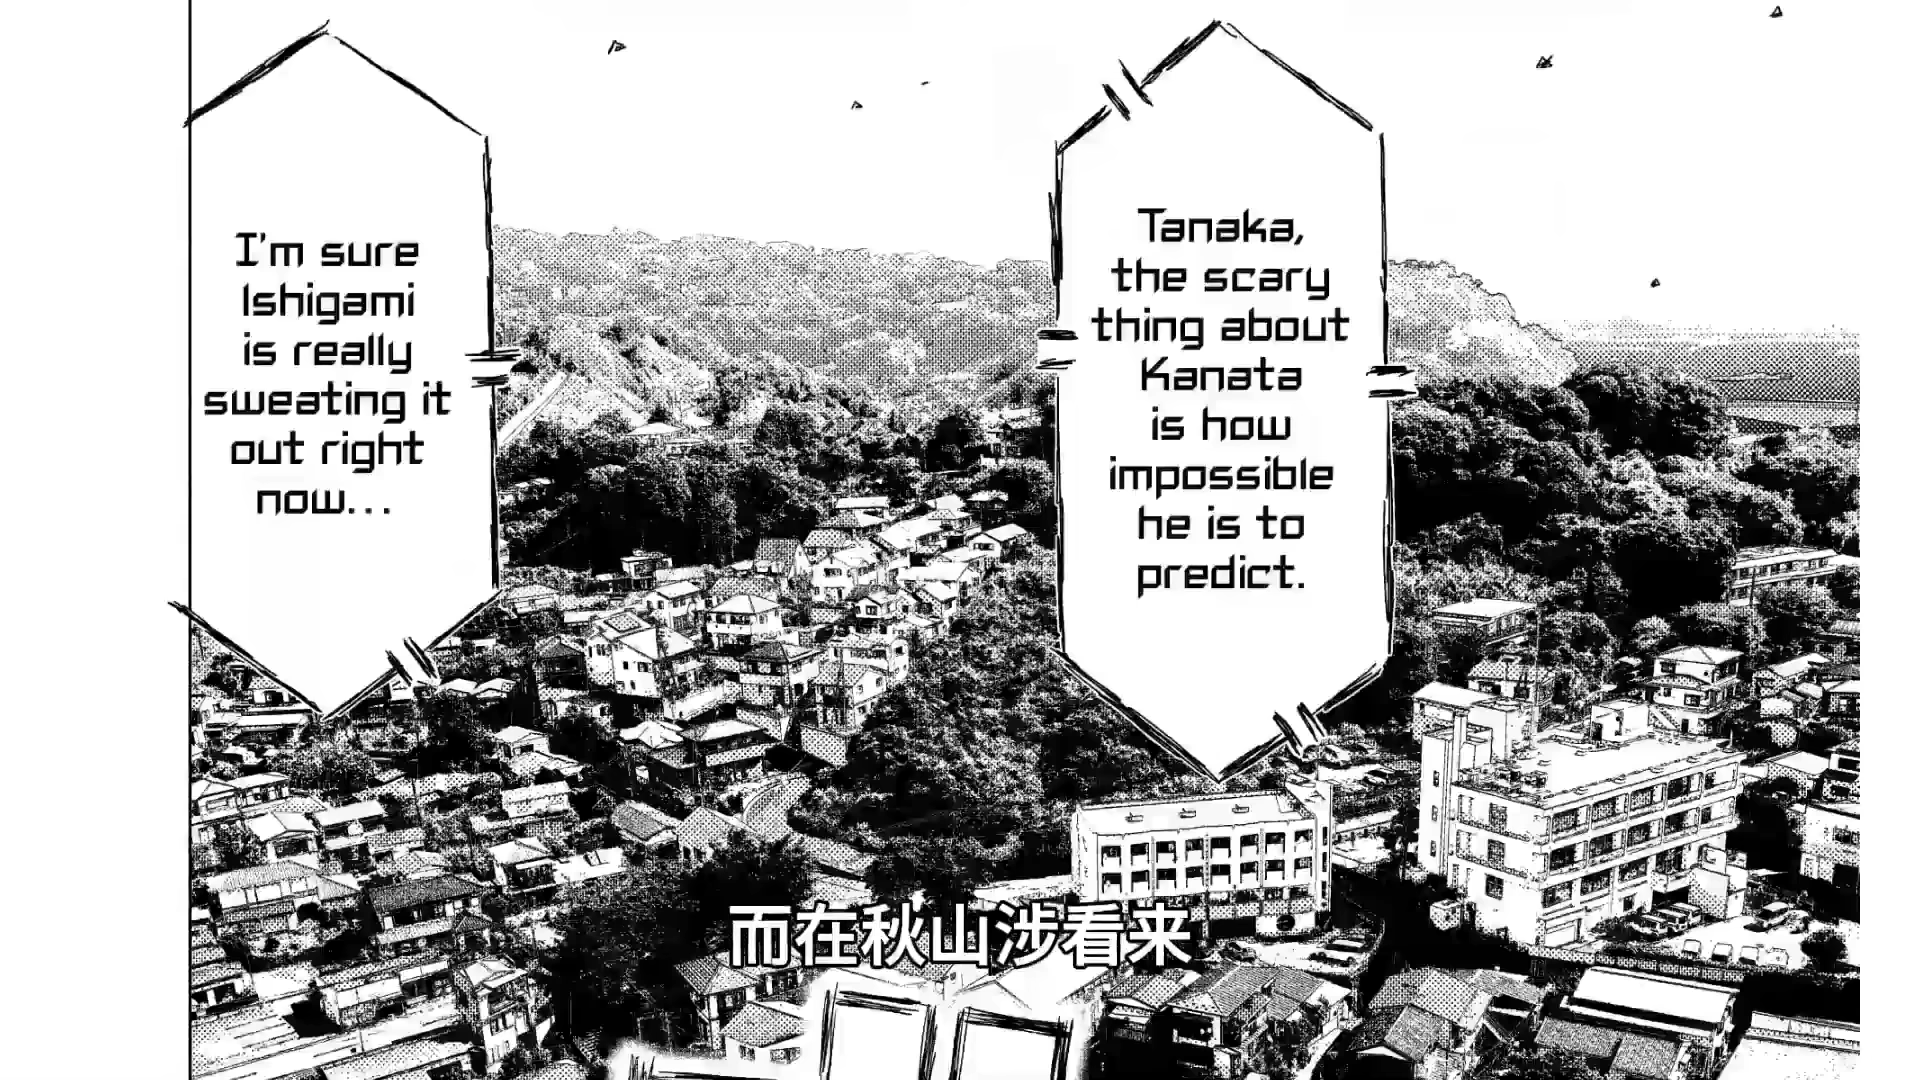 Tanaka,
the scary
thing about
Kanata
is how
impossible
he is to
predict.
I'm sure
Ishigami
is really
sweating it
out right
now...
而在秋山涉看来